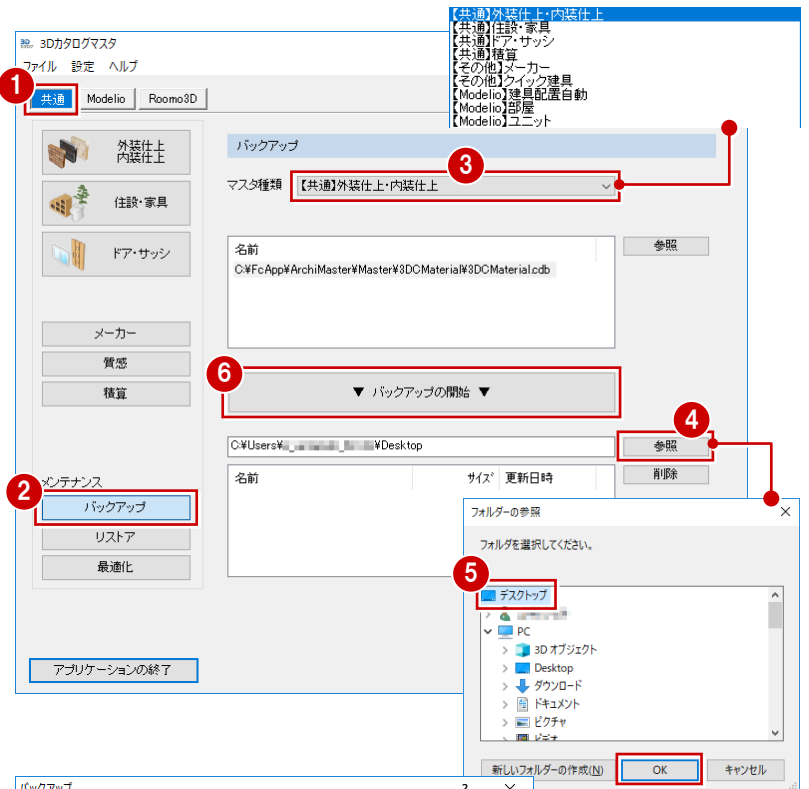 【共通】外装仕上・内装仕上
【共通】住設・家具
【共通】ドア・サッシ
【共通】積算
【その他】メーカー
【その他】クイック建具
【Modelio】建具配置自動
【Modelio】部屋
【Modelio】ユニット
3Dカタログマスタ
ファイル 設定 ヘルプ
1
共通 Modelio Roomo3D
外装仕上
内装仕上
住設・家具
ドア・サッシ
メーカー
質感
積算
メンテナンス
2
バックアップ
リストア
最適化
アプリケーションの終了
バックアップ
3
マスタ種類 【共通】外装仕上・内装仕上
名前
参照
C:¥FcApp¥ArchiMaster¥Master¥3DCMaterial¥3DCMaterial.cdb
6
▼ バックアップの開始 ▼
4
C:¥Users¥ ¥Desktop
参照
名前 サイズ 更新日時
削除
フォルダーの参照
フォルダを選択してください。
5
デスクトップ
PC
3D オブジェクト
Desktop
ダウンロード
ドキュメント
ピクチャ
ビデオ
新しいフォルダーの作成(N) OK キャンセル
バックアップ ? ×